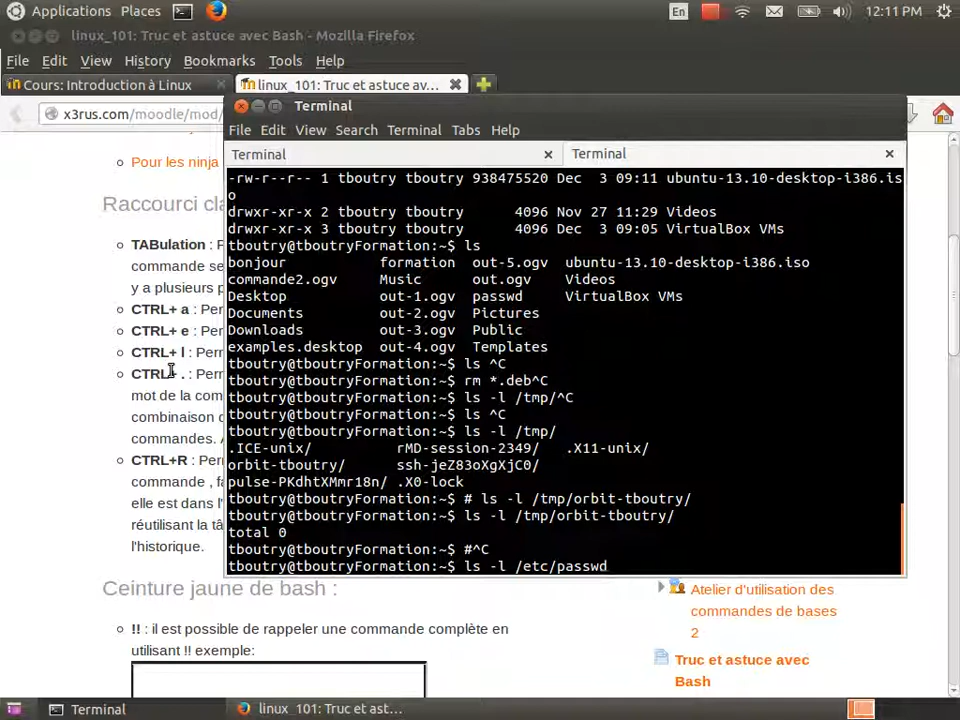 Applications Places
En
12:11 PM
linux_101: Truc et astuce avec Bash - Mozilla Firefox
File Edit View History Bookmarks Tools Help
Cours: Introduction à Linux
linux_101: Truc et astuce av...
x3rus.com/moodle/mod/
Pour les ninja
Raccourci cla
TABulation : P
commande se
y a plusieurs p
CTRL+ a : Per
CTRL+ e : Per
CTRL+ l : Perr
CTRL+ . : Perr
mot de la com
combinaison c
commandes. A
CTRL+R : Perr
commande , fa
elle est dans l'
réutilisant la tâ
l'historique.
Terminal
File Edit View Search Terminal Tabs Help
Terminal
Terminal
-rw-r--r-- 1 tboutry tboutry 938475520 Dec  3 09:11 ubuntu-13.10-desktop-i386.is
o
drwxr-xr-x 2 tboutry tboutry      4096 Nov 27 11:29 Videos
drwxr-xr-x 3 tboutry tboutry      4096 Dec  3 09:05 VirtualBox VMs
tboutry@tboutryFormation:~$ ls
bonjour           formation  out-5.ogv  ubuntu-13.10-desktop-i386.iso
commande2.ogv     Music      out.ogv    Videos
Desktop           out-1.ogv  passwd     VirtualBox VMs
Documents         out-2.ogv  Pictures
Downloads         out-3.ogv  Public
examples.desktop  out-4.ogv  Templates
tboutry@tboutryFormation:~$ ls ^C
tboutry@tboutryFormation:~$ rm *.deb^C
tboutry@tboutryFormation:~$ ls -l /tmp/^C
tboutry@tboutryFormation:~$ ls ^C
tboutry@tboutryFormation:~$ ls -l /tmp/
.ICE-unix/          rMD-session-2349/   .X11-unix/
orbit-tboutry/      ssh-jeZ83oXgXjC0/
pulse-PKdhtXMmr18n/ .X0-lock
tboutry@tboutryFormation:~$ # ls -l /tmp/orbit-tboutry/
tboutry@tboutryFormation:~$ ls -l /tmp/orbit-tboutry/
total 0
tboutry@tboutryFormation:~$ #^C
tboutry@tboutryFormation:~$ ls -l /etc/passwd
Ceinture jaune de bash :
!! : il est possible de rappeler une commande complète en
utilisant !! exemple:
Atelier d'utilisation des
commandes de bases
2
Truc et astuce avec
Bash
Terminal
linux_101: Truc et ast...